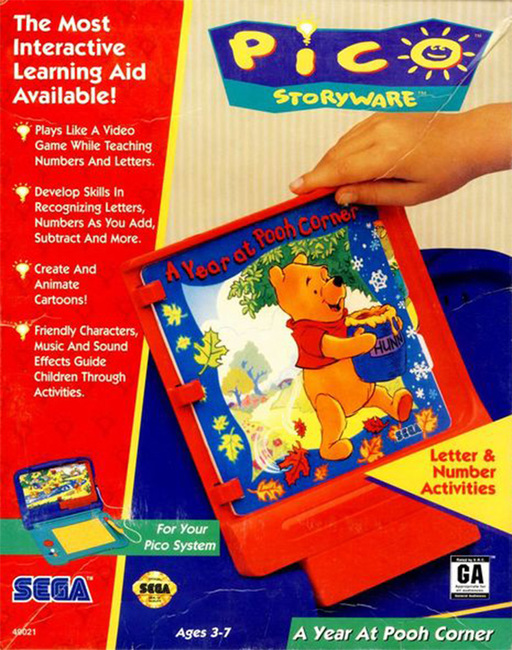 The Most
Interactive
Learning Aid
Available!
PICO
STORYWARE™
Plays Like A Video
Game While Teaching
Numbers And Letters.
Develop Skills In
Recognizing Letters,
Numbers As You Add,
Subtract And More.
Create And
Animate
Cartoons!
Friendly Characters,
Music And Sound
Effects Guide
Children Through
Activities.
A Year at Pooh Corner
HUNNY
SEGA
Letter &
Number
Activities
For Your
Pico System
SEGA™
SEGA
GA
49021
Ages 3-7
A Year At Pooh Corner